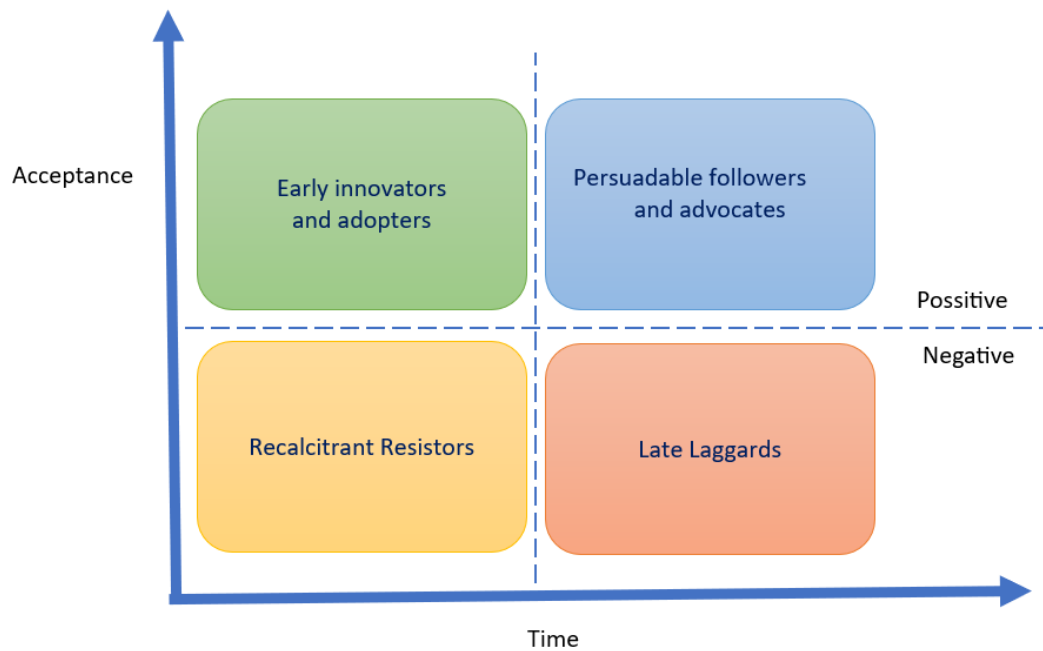 Acceptance
Early innovators
and adopters
Persuadable followers
and advocates
Possitive
Negative
Recalcitrant Resistors
Late Laggards
Time